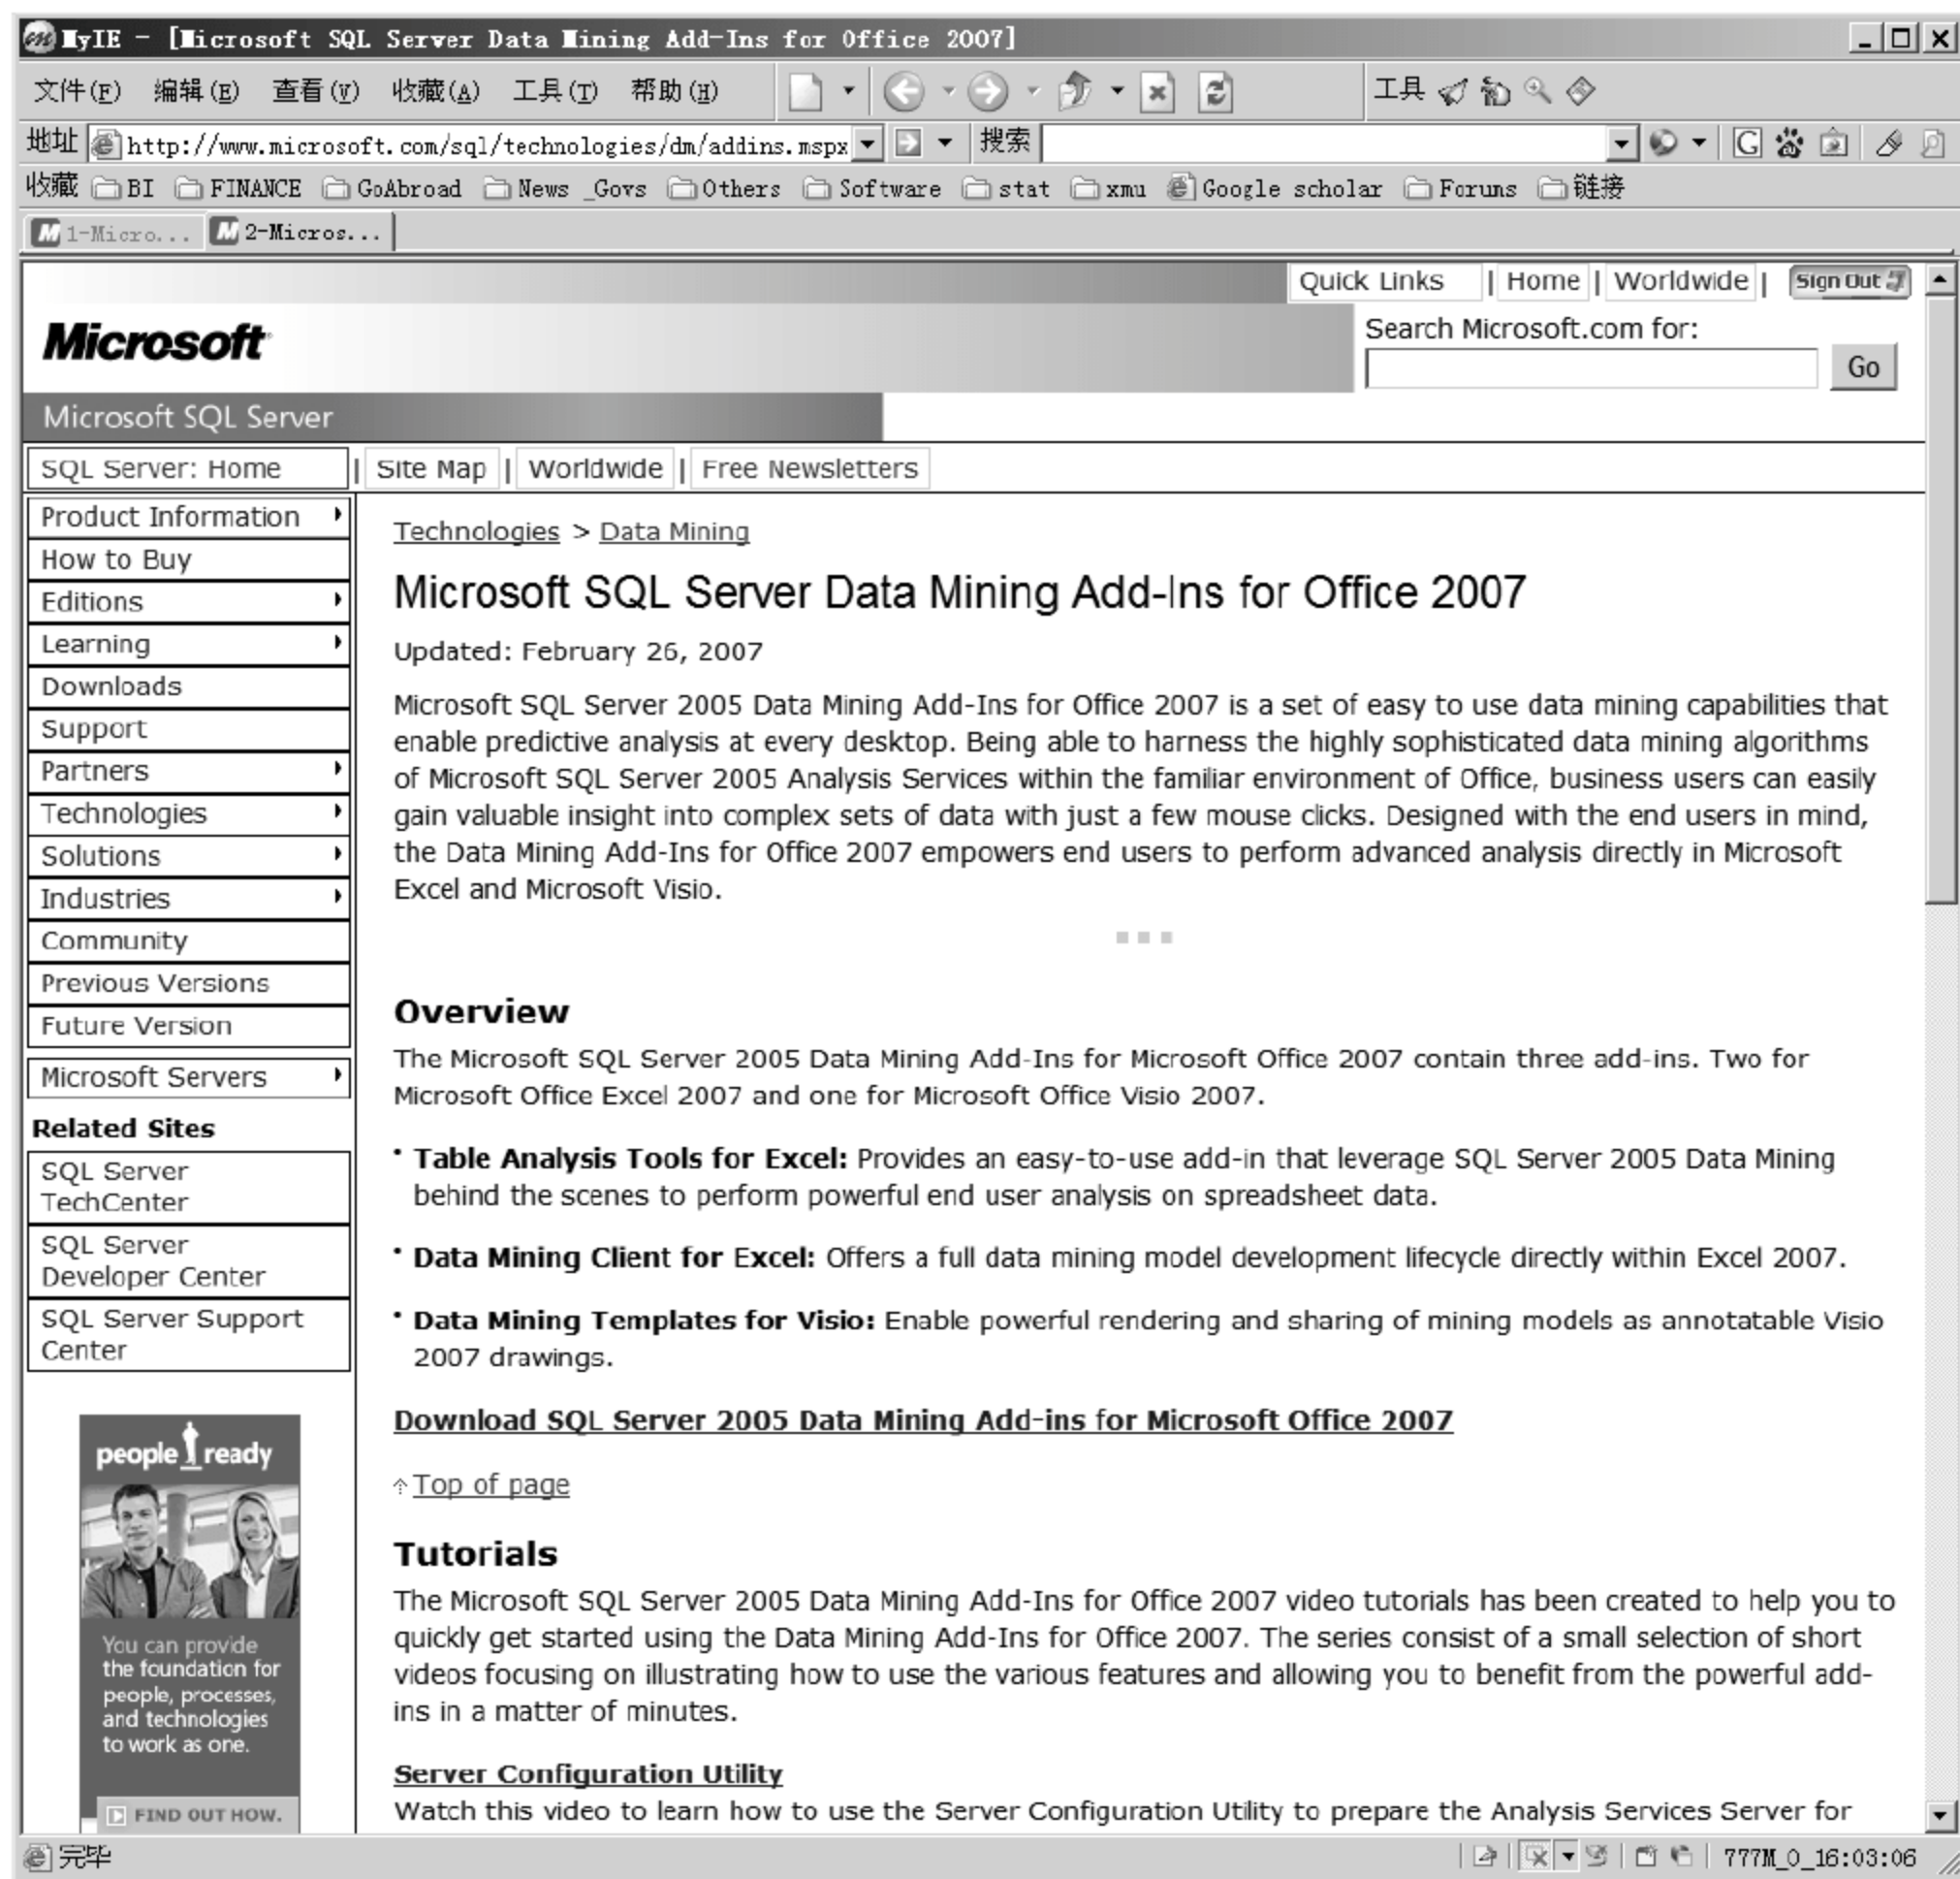 MyIE - [Microsoft SQL Server Data Mining Add-Ins for Office 2007]
文件(F) 编辑(E) 查看(V) 收藏(A) 工具(T) 帮助(H) 工具
地址 http://www.microsoft.com/sql/technologies/dm/addins.mspx 搜索
收藏 BI FINANCE GoAbroad News _Govs Others Software stat xmu Google scholar Forums 链接
1-Micro... 2-Micros...
Quick Links | Home | Worldwide | Sign Out
Microsoft
Search Microsoft.com for:
Go
Microsoft SQL Server
SQL Server: Home | Site Map | Worldwide | Free Newsletters
Product Information
How to Buy
Editions
Learning
Downloads
Support
Partners
Technologies
Solutions
Industries
Community
Previous Versions
Future Version
Microsoft Servers
Related Sites
SQL Server
TechCenter
SQL Server
Developer Center
SQL Server Support
Center
people ready
You can provide
the foundation for
people, processes,
and technologies
to work as one.
FIND OUT HOW.
Technologies > Data Mining
Microsoft SQL Server Data Mining Add-Ins for Office 2007
Updated: February 26, 2007
Microsoft SQL Server 2005 Data Mining Add-Ins for Office 2007 is a set of easy to use data mining capabilities that
enable predictive analysis at every desktop. Being able to harness the highly sophisticated data mining algorithms
of Microsoft SQL Server 2005 Analysis Services within the familiar environment of Office, business users can easily
gain valuable insight into complex sets of data with just a few mouse clicks. Designed with the end users in mind,
the Data Mining Add-Ins for Office 2007 empowers end users to perform advanced analysis directly in Microsoft
Excel and Microsoft Visio.
Overview
The Microsoft SQL Server 2005 Data Mining Add-Ins for Microsoft Office 2007 contain three add-ins. Two for
Microsoft Office Excel 2007 and one for Microsoft Office Visio 2007.
• Table Analysis Tools for Excel: Provides an easy-to-use add-in that leverage SQL Server 2005 Data Mining
behind the scenes to perform powerful end user analysis on spreadsheet data.
• Data Mining Client for Excel: Offers a full data mining model development lifecycle directly within Excel 2007.
• Data Mining Templates for Visio: Enable powerful rendering and sharing of mining models as annotatable Visio
2007 drawings.
Download SQL Server 2005 Data Mining Add-ins for Microsoft Office 2007
Top of page
Tutorials
The Microsoft SQL Server 2005 Data Mining Add-Ins for Office 2007 video tutorials has been created to help you to
quickly get started using the Data Mining Add-Ins for Office 2007. The series consist of a small selection of short
videos focusing on illustrating how to use the various features and allowing you to benefit from the powerful add-
ins in a matter of minutes.
Server Configuration Utility
Watch this video to learn how to use the Server Configuration Utility to prepare the Analysis Services Server for
完毕 777M_0_16:03:06